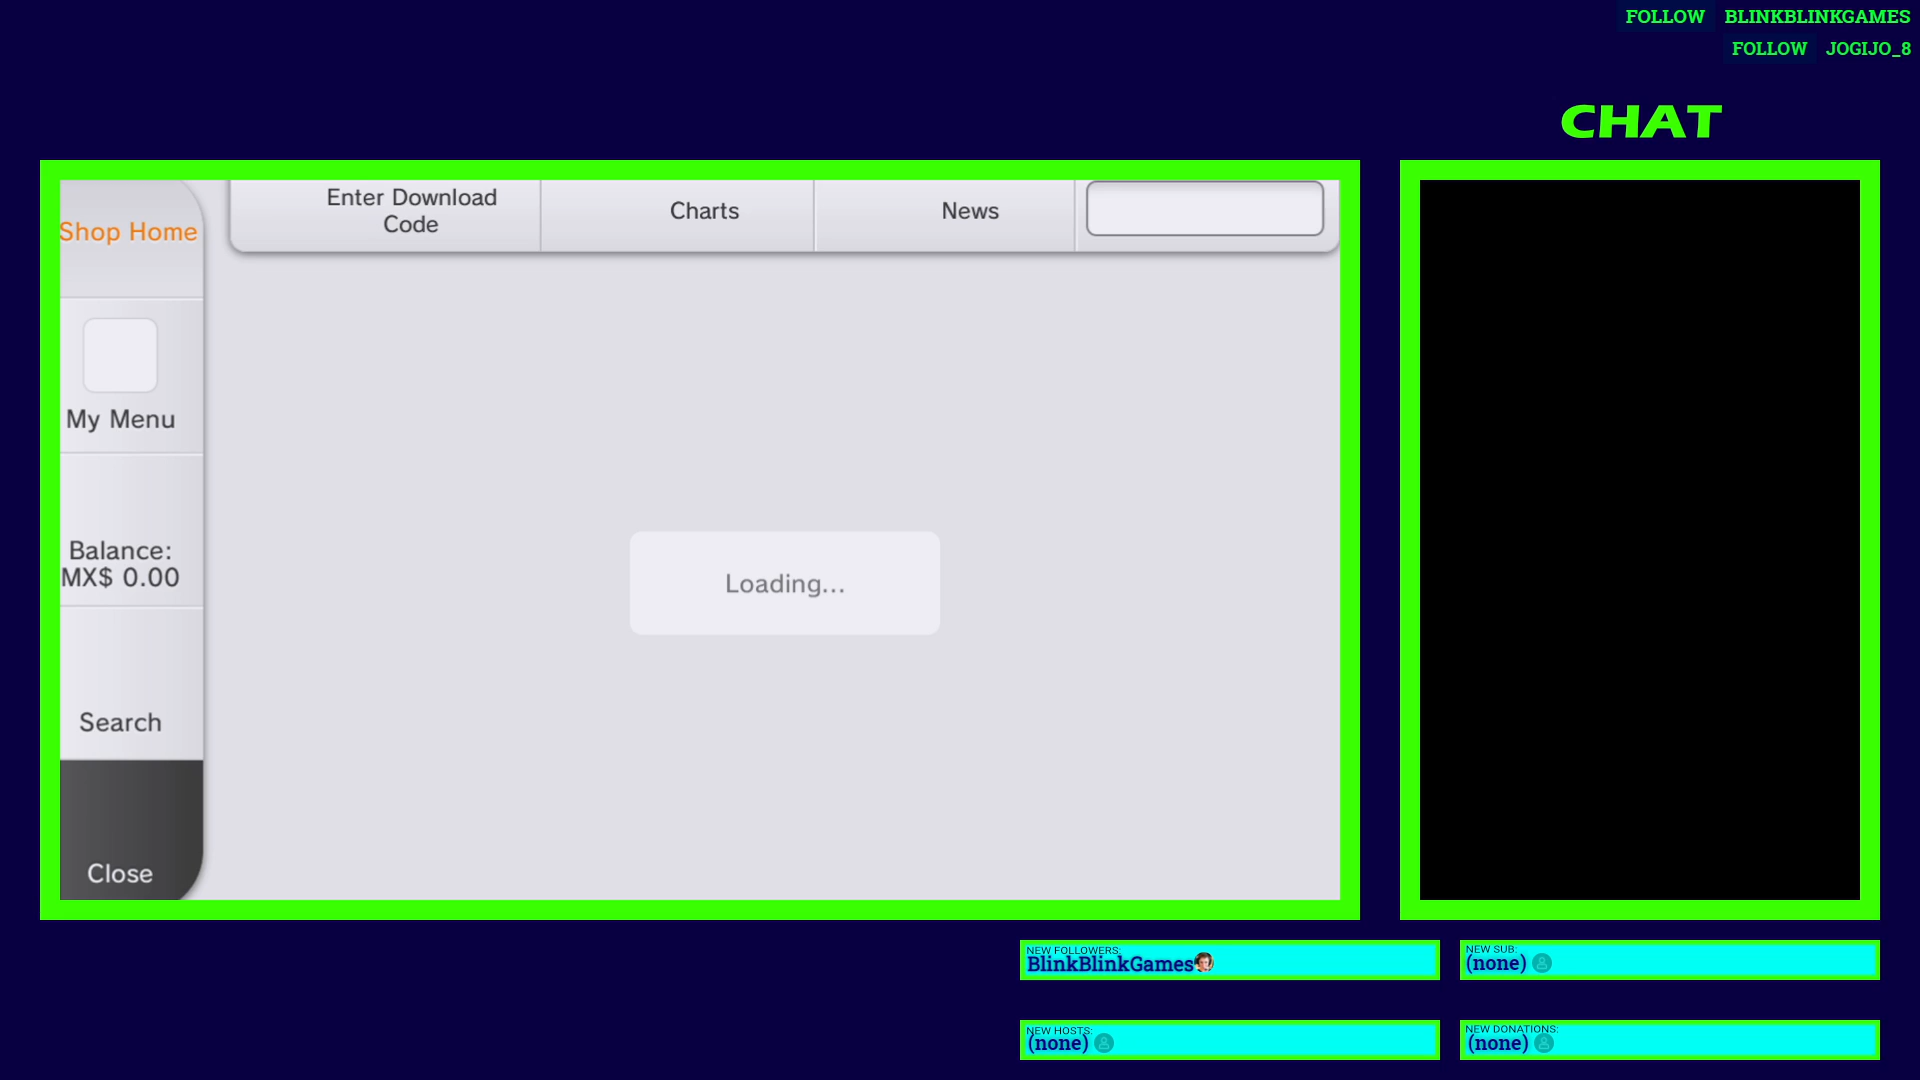 FOLLOW BLINKBLINKGAMES
FOLLOW JOGIJO_8
CHAT
Enter Download
Code
Charts
News
Shop Home
My Menu
Balance:
MX$ 0.00
Search
Close
Loading...
NEW FOLLOWERS:
BlinkBlinkGames
NEW SUB:
(none)
NEW HOSTS:
(none)
NEW DONATIONS:
(none)